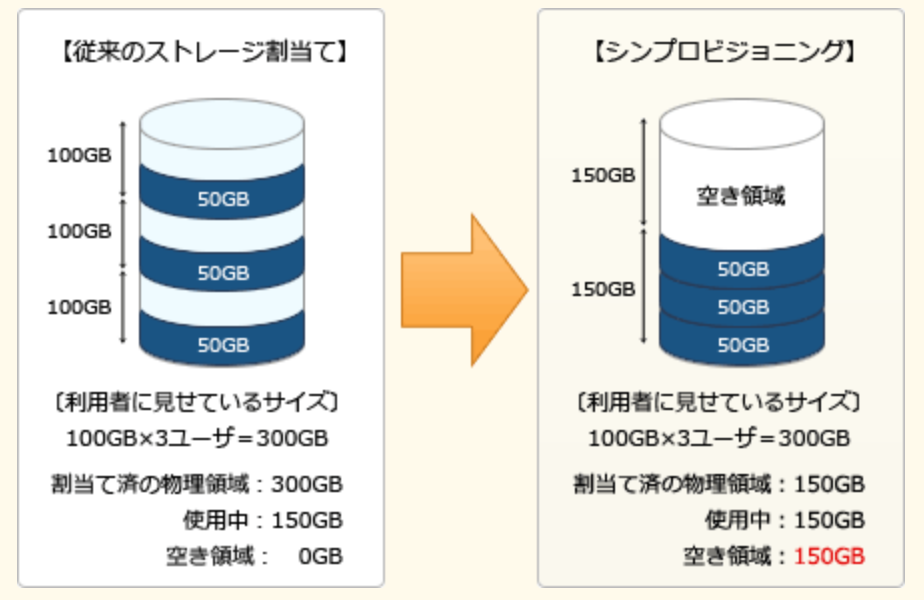 【従来のストレージ割当て】
100GB
50GB
100GB
50GB
100GB
50GB
〔利用者に見せているサイズ〕
100GB×3ユーザ＝300GB
割当て済の物理領域：300GB
使用中：150GB
空き領域： 0GB
【シンプロビジョニング】
150GB
空き領域
150GB
50GB
50GB
50GB
〔利用者に見せているサイズ〕
100GB×3ユーザ＝300GB
割当て済の物理領域：150GB
使用中：150GB
空き領域：150GB